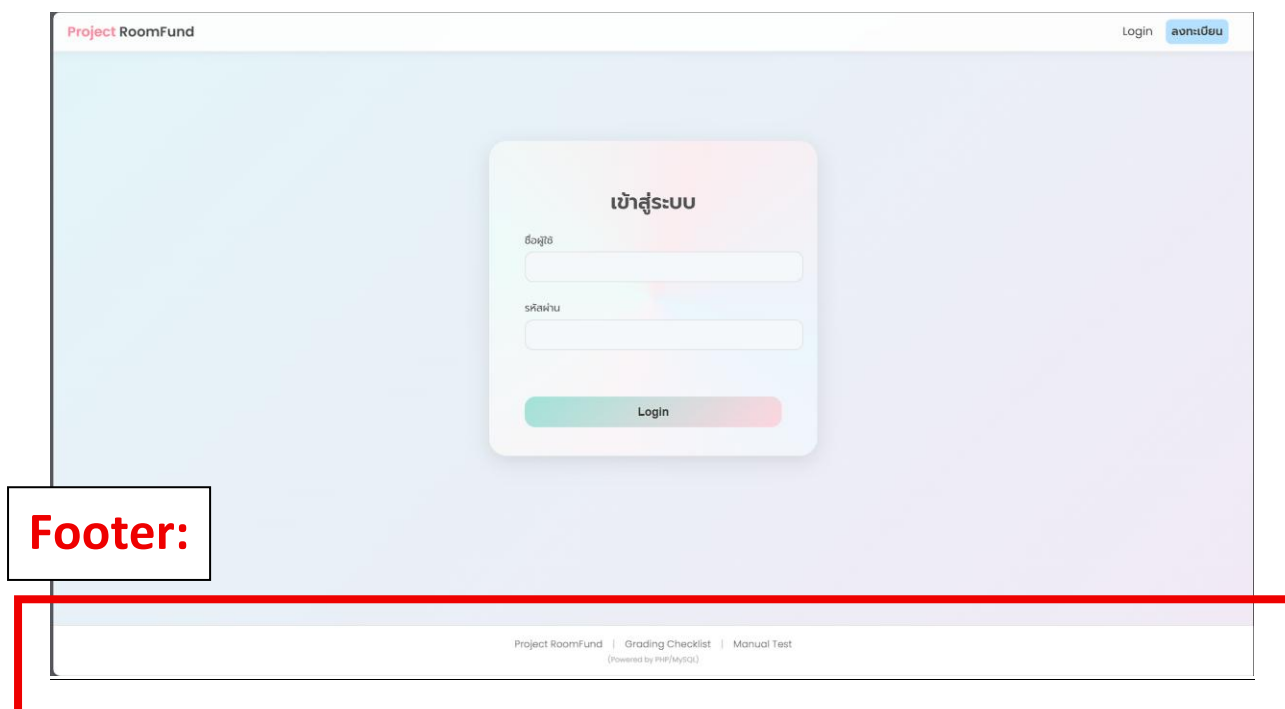 Project RoomFund Login ลงทะเบียน
เข้าสู่ระบบ
ชื่อผู้ใช้
รหัสผ่าน
Login
Footer:
Project RoomFund | Grading Checklist | Manual Test
(Powered by PHP/MySQL)